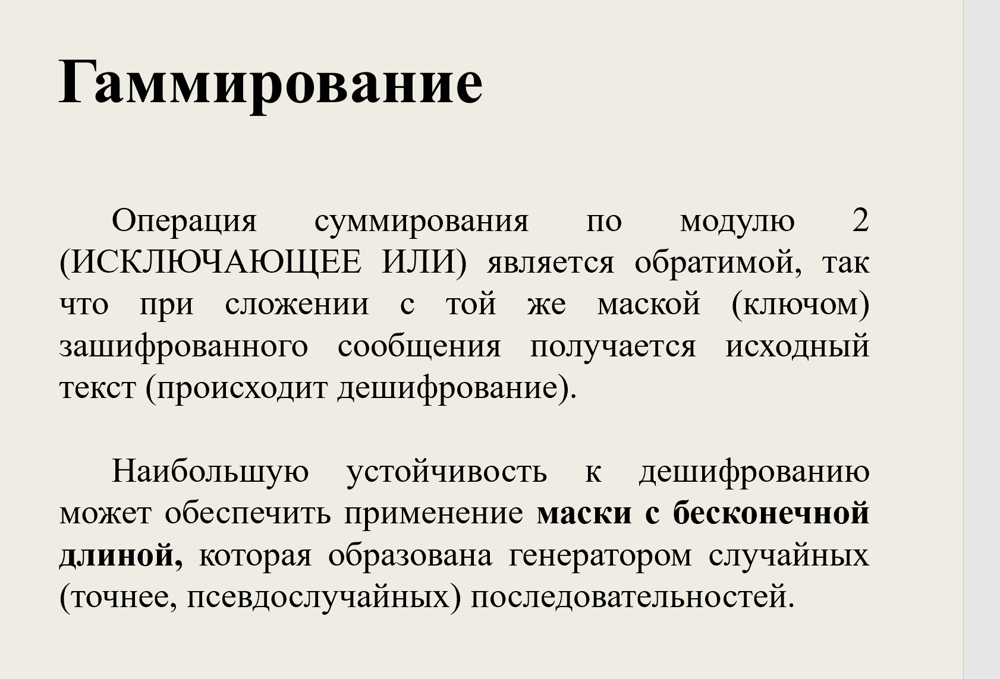 Гаммирование
Операция суммирования по модулю 2
(ИСКЛЮЧАЮЩЕЕ ИЛИ) является обратимой, так
что при сложении с той же маской (ключом)
зашифрованного сообщения получается исходный
текст (происходит дешифрование).
Наибольшую устойчивость к дешифрованию
может обеспечить применение маски с бесконечной
длиной, которая образована генератором случайных
(точнее, псевдослучайных) последовательностей.